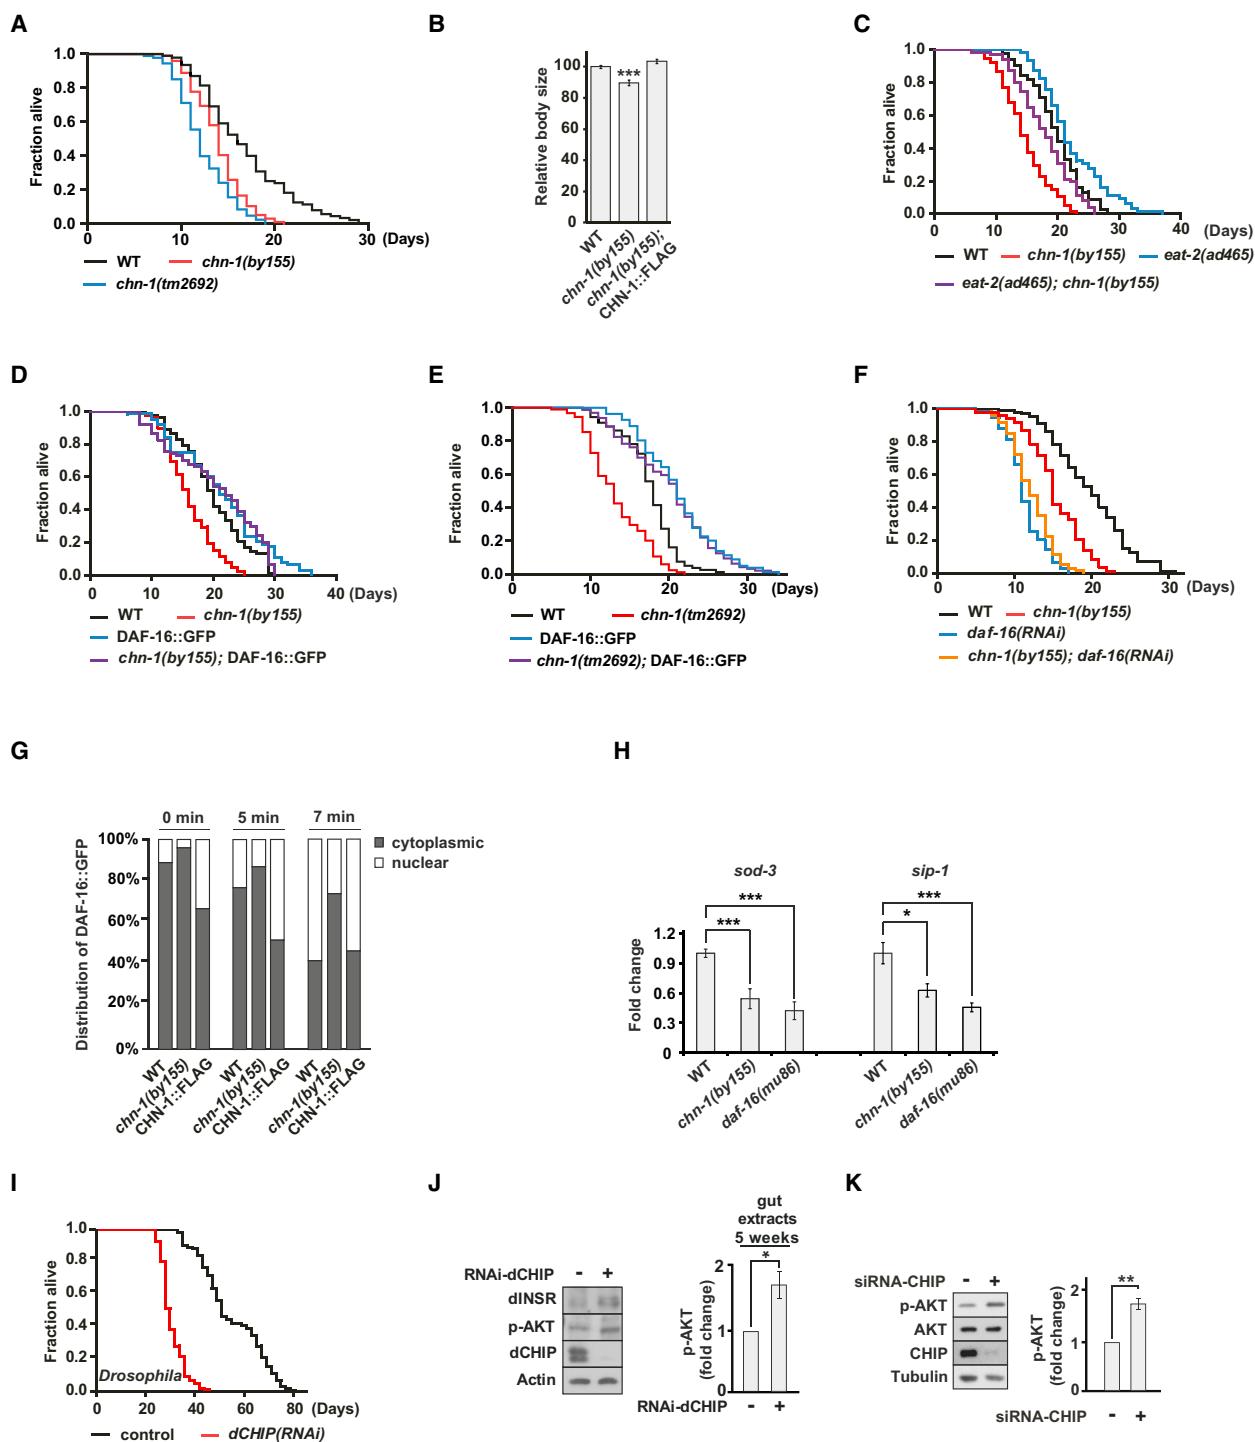 A
Fraction alive
1.0
0.8
0.6
0.4
0.2
0.0
0
10
20
30
(Days)
WT
chn-1(by155)
chn-1(tm2692)
B
Relative body size
100
80
60
40
20
0
***
WT
chn-1(by155)
chn-1(by155);
CHN-1::FLAG
C
Fraction alive
1.0
0.8
0.6
0.4
0.2
0.0
0
10
20
30
40
(Days)
WT
chn-1(by155)
eat-2(ad465)
eat-2(ad465); chn-1(by155)
D
Fraction alive
1.0
0.8
0.6
0.4
0.2
0.0
0
10
20
30
40
(Days)
WT
chn-1(by155)
DAF-16::GFP
chn-1(by155); DAF-16::GFP
E
Fraction alive
1.0
0.8
0.6
0.4
0.2
0.0
0
10
20
30
(Days)
WT
chn-1(tm2692)
DAF-16::GFP
chn-1(tm2692); DAF-16::GFP
F
Fraction alive
1.0
0.8
0.6
0.4
0.2
0.0
0
10
20
30
(Days)
WT
chn-1(by155)
daf-16(RNAi)
chn-1(by155); daf-16(RNAi)
G
Distribution of DAF-16::GFP
100%
80%
60%
40%
20%
0%
0 min
5 min
7 min
cytoplasmic
nuclear
WT
chn-1(by155)
CHN-1::FLAG
WT
chn-1(by155)
CHN-1::FLAG
WT
chn-1(by155)
CHN-1::FLAG
H
Fold change
1.2
0.9
0.6
0.3
0
sod-3
***
***
sip-1
***
*
WT
chn-1(by155)
daf-16(mu86)
WT
chn-1(by155)
daf-16(mu86)
I
Fraction alive
1.0
0.8
0.6
0.4
0.2
0.0
Drosophila
0
20
40
60
80
(Days)
control
dCHIP(RNAi)
J
RNAi-dCHIP - +
dINSR
p-AKT
dCHIP
Actin
gut
extracts
5 weeks
*
p-AKT
(fold change)
2
1
0
RNAi-dCHIP - +
K
siRNA-CHIP - +
p-AKT
AKT
CHIP
Tubulin
**
p-AKT
(fold change)
2
1
0
siRNA-CHIP - +